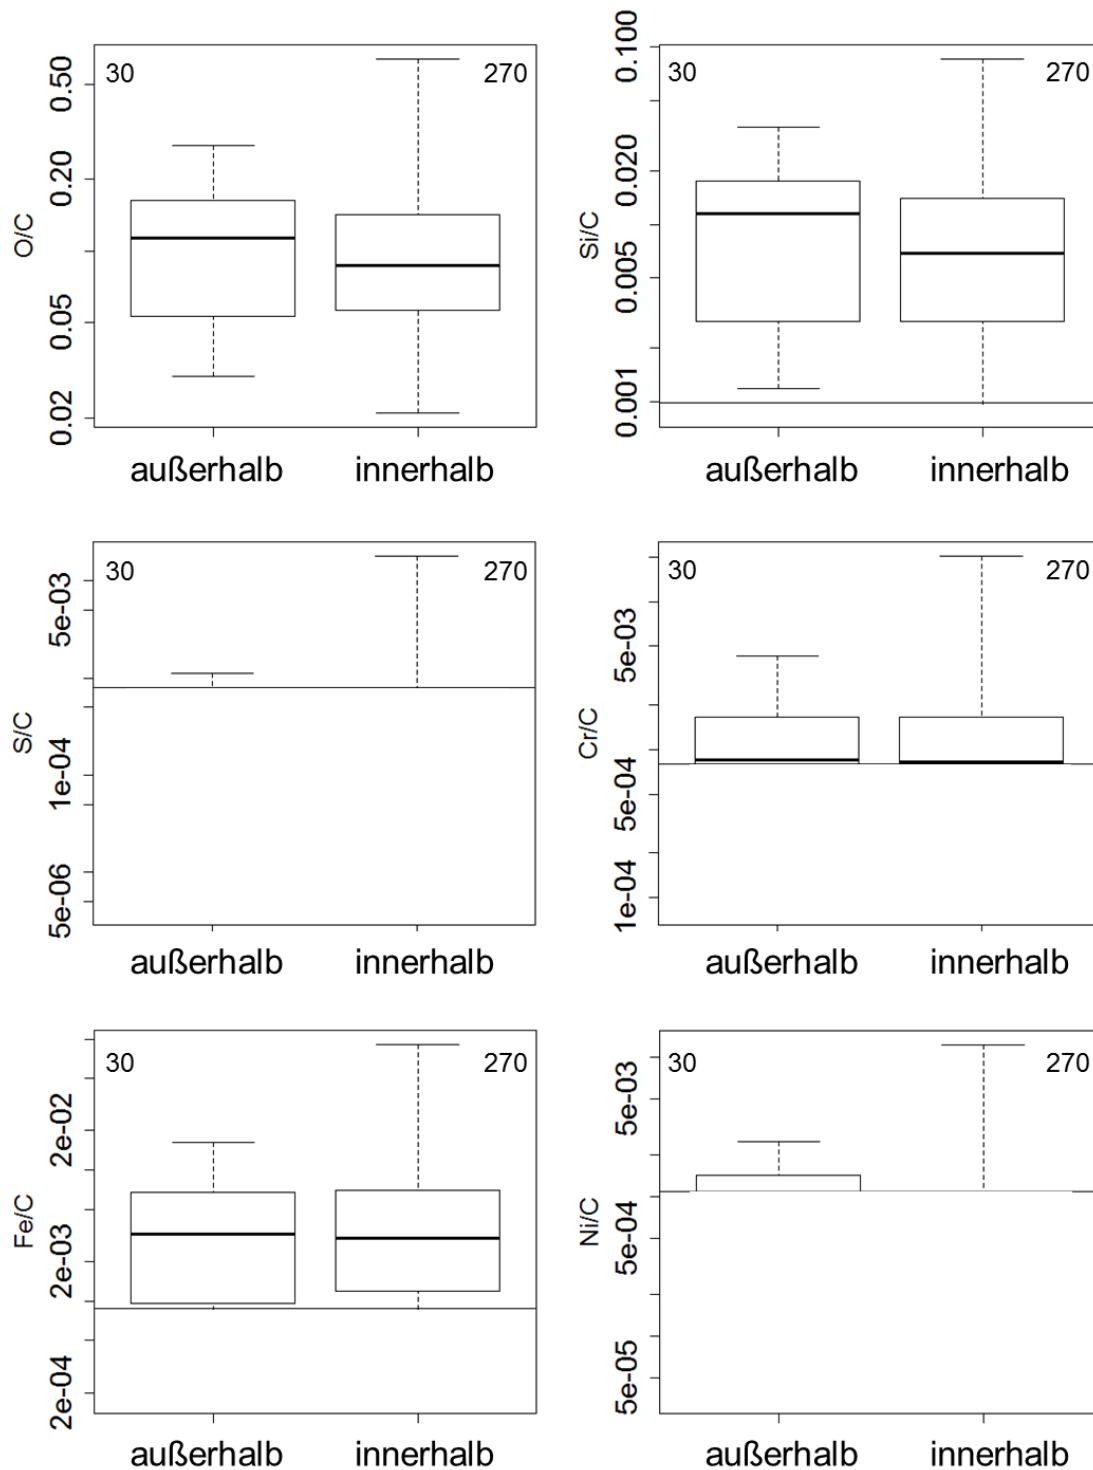 O/C
0.50
0.20
0.05
0.02
30
270
außerhalb
innerhalb
Si/C
0.100
0.020
0.005
0.001
30
270
außerhalb
innerhalb
S/C
5e-03
1e-04
5e-06
30
270
außerhalb
innerhalb
Cr/C
5e-03
5e-04
1e-04
30
270
außerhalb
innerhalb
Fe/C
2e-02
2e-03
2e-04
30
270
außerhalb
innerhalb
Ni/C
5e-03
5e-04
5e-05
30
270
außerhalb
innerhalb